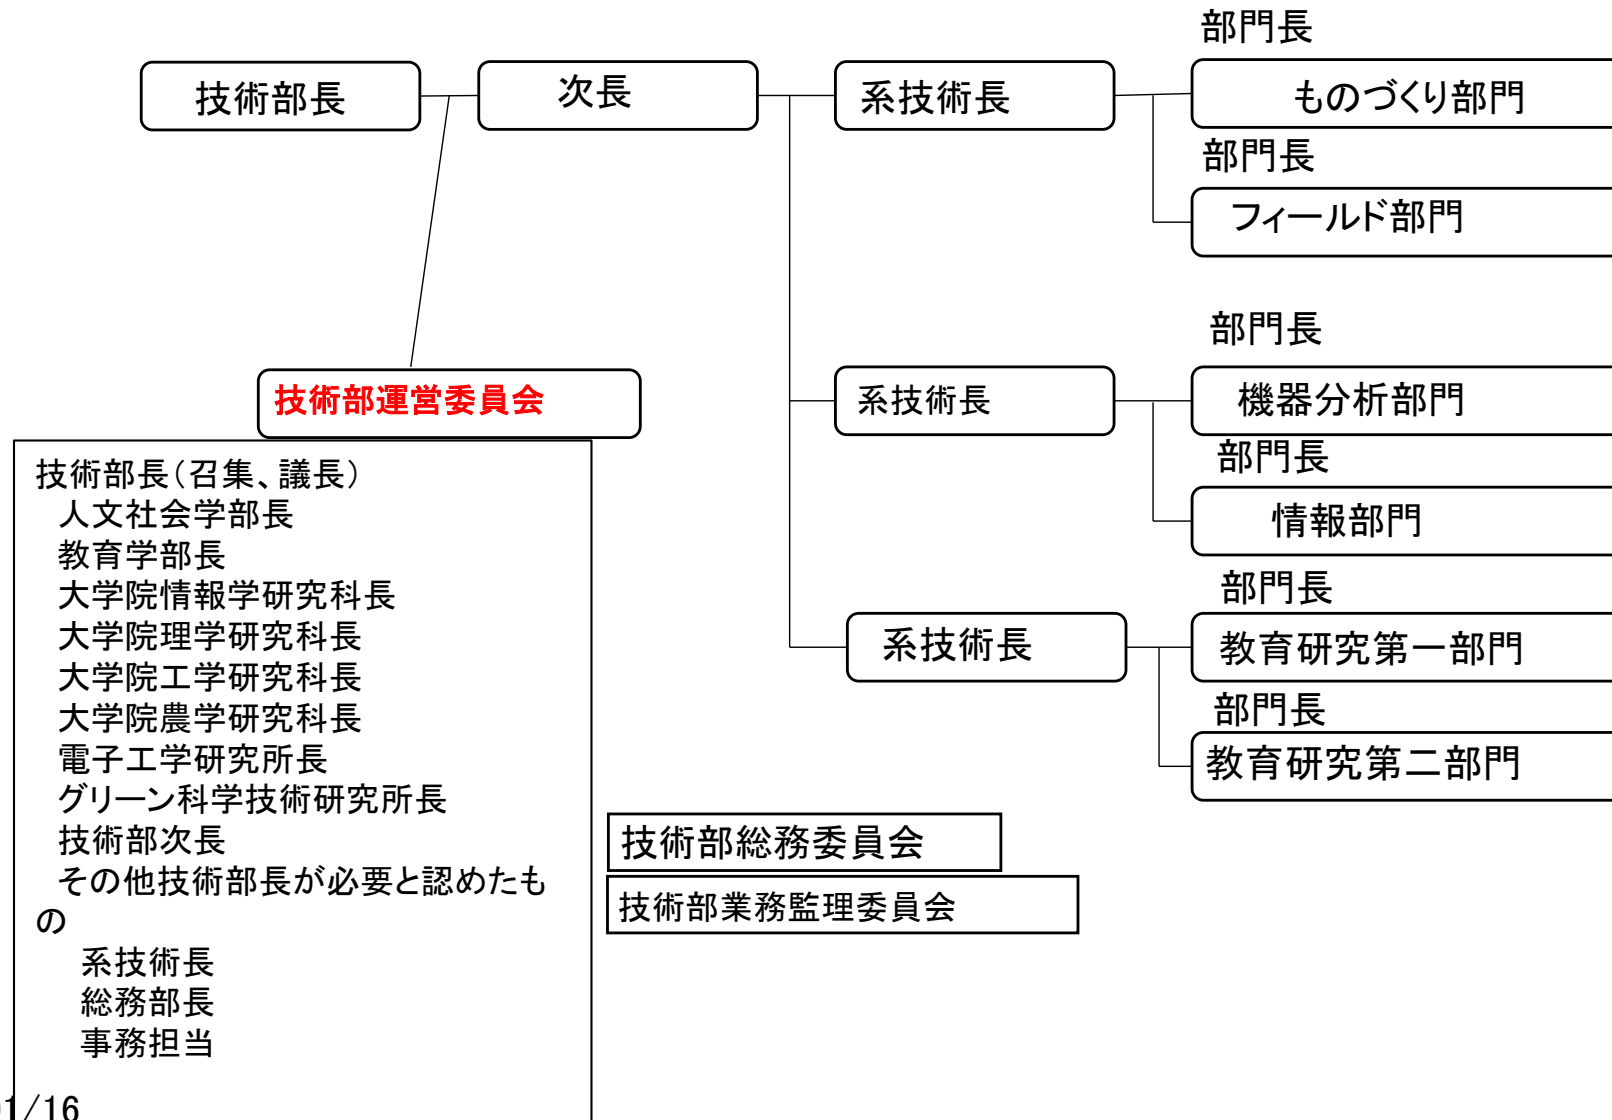 部門長
技術部長
次長
系技術長
ものづくり部門
部門長
フィールド部門
部門長
技術部運営委員会
系技術長
機器分析部門
部門長
情報部門
部門長
系技術長
教育研究第一部門
部門長
教育研究第二部門
技術部長（召集、議長）
人文社会学部長
教育学部長
大学院情報学研究科長
大学院理学研究科長
大学院工学研究科長
大学院農学研究科長
電子工学研究所長
グリーン科学技術研究所長
技術部次長
その他技術部長が必要と認めたも
の
系技術長
総務部長
事務担当
技術部総務委員会
技術部業務監理委員会
01/16